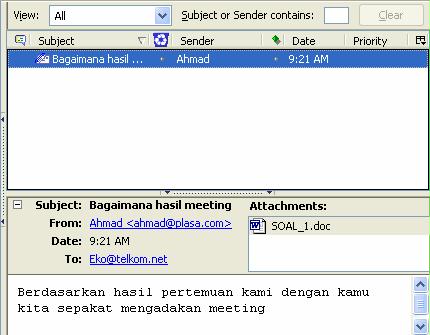 View: All Subject or Sender contains: Clear
Subject Sender Date Priority
Bagaimana hasil ... Ahmad 9:21 AM
Subject: Bagaimana hasil meeting Attachments:
From: Ahmad <ahmad@plasa.com> SOAL_1.doc
Date: 9:21 AM
To: Eko@telkom.net
Berdasarkan hasil pertemuan kami dengan kamu
kita sepakat mengadakan meeting